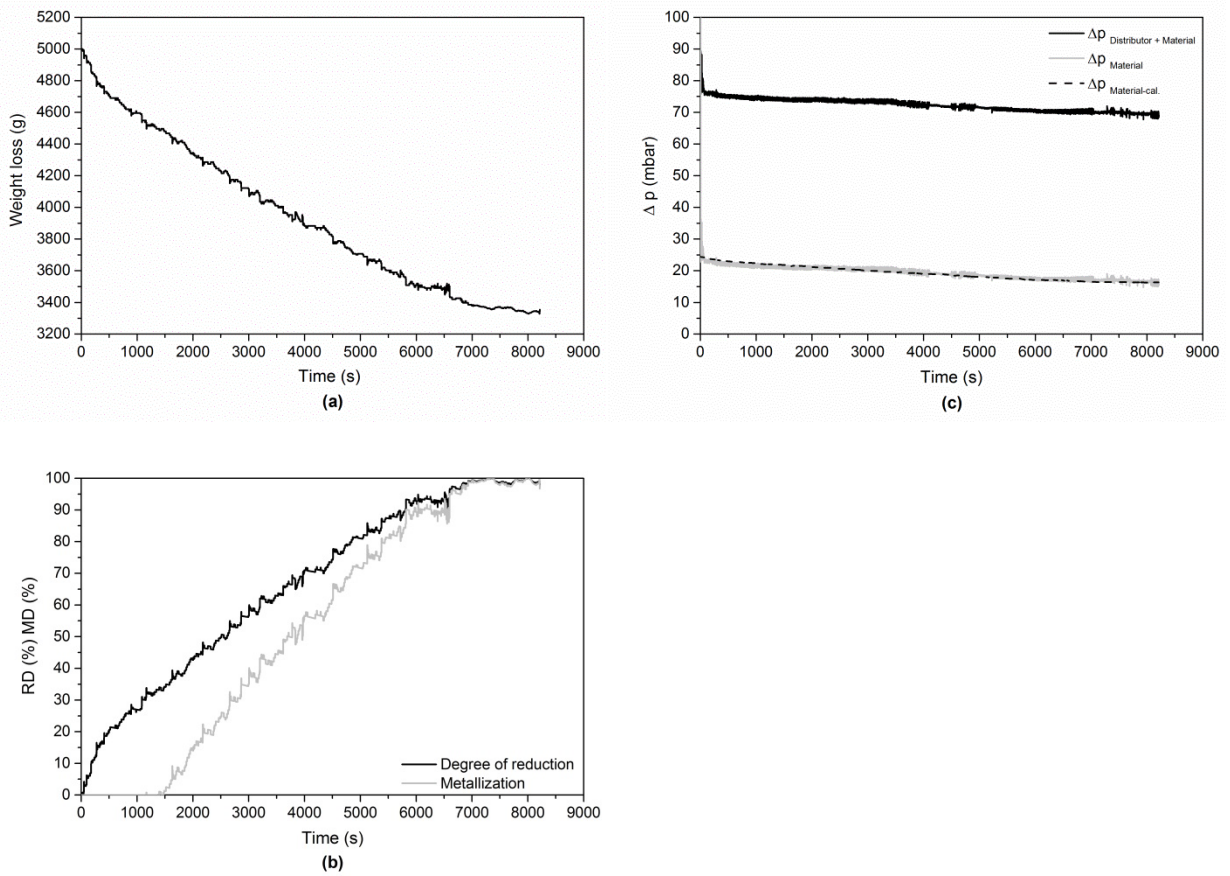 5200
5000
4800
4600
4400
4200
4000
3800
3600
3400
3200
Weight loss (g)
0 1000 2000 3000 4000 5000 6000 7000 8000 9000
Time (s)
(a)
100
90
80
70
60
50
40
30
20
10
0
Δ p (mbar)
Δp Distributor + Material
Δp Material
Δp Material-cal.
0 1000 2000 3000 4000 5000 6000 7000 8000 9000
Time (s)
(c)
100
90
80
70
60
50
40
30
20
10
0
RD (%) MD (%)
Degree of reduction
Metallization
0 1000 2000 3000 4000 5000 6000 7000 8000 9000
Time (s)
(b)